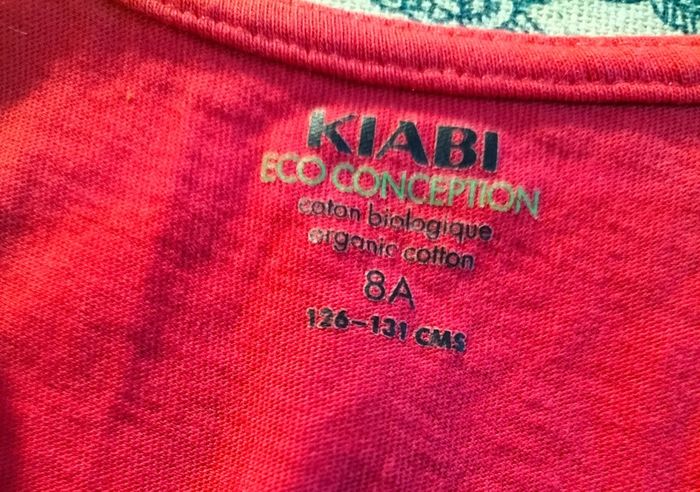 KIABI
ECO CONCEPTION
coton biologique
organic cotton
8A
126-131 CMS